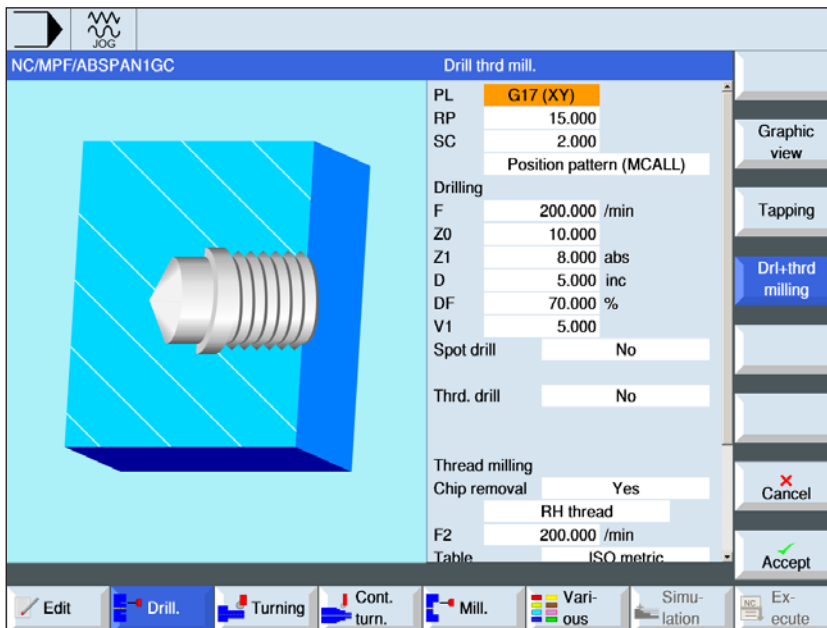 JOG
NC/MPF/ABSPAN1GC
Drill thrd mill.
PL G17 (XY)
RP 15.000
SC 2.000
Position pattern (MCALL)
Drilling
F 200.000 /min
Z0 10.000
Z1 8.000 abs
D 5.000 inc
DF 70.000 %
V1 5.000
Spot drill No
Thrd. drill No
Thread milling
Chip removal Yes
RH thread
F2 200.000 /min
Table ISO metric
Graphic
view
Tapping
Drl+thrd
milling
Cancel
Accept
Edit
Drill.
Turning
Cont.
turn.
Mill.
Vari-
ous
Simu-
lation
NC
Ex-
ecute